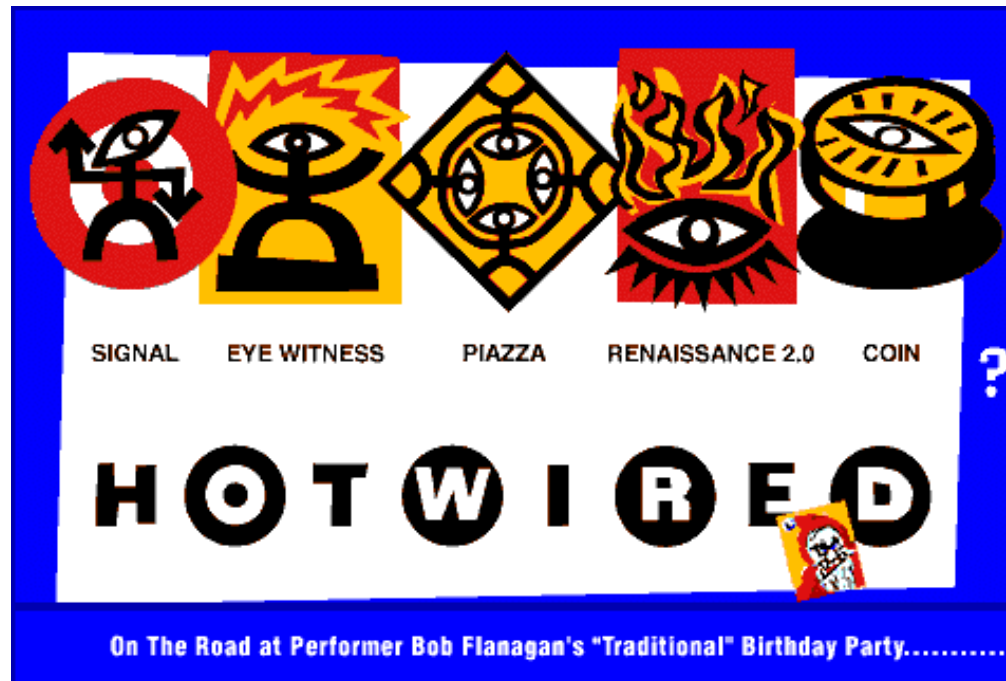 SIGNAL EYE WITNESS PIAZZA RENAISSANCE 2.0 COIN
?
HOTWIRED
On The Road at Performer Bob Flanagan's "Traditional" Birthday Party...........